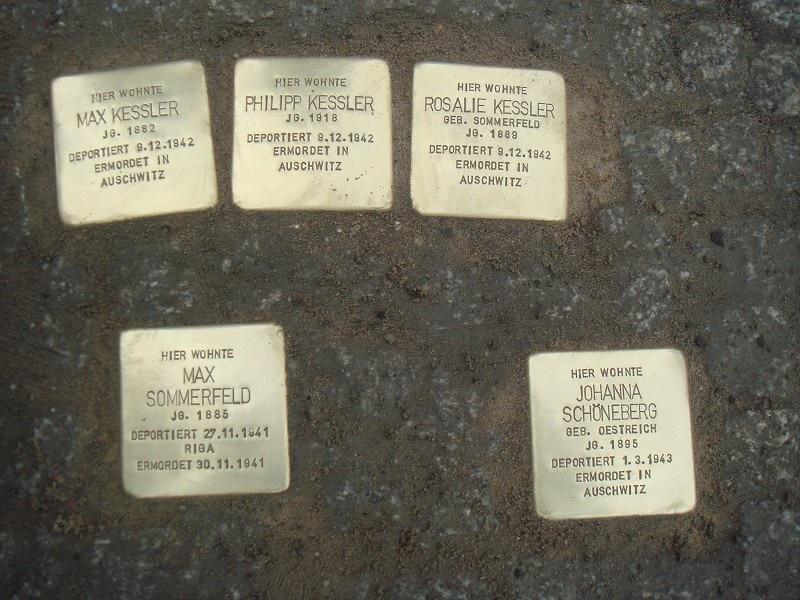 HIER WOHNTE
MAX KESSLER
JG. 1882
DEPORTIERT 9.12.1942
ERMORDET IN
AUSCHWITZ
HIER WOHNTE
PHILIPP KESSLER
JG. 1918
DEPORTIERT 9.12.1942
ERMORDET IN
AUSCHWITZ
HIER WOHNTE
ROSALIE KESSLER
GEB. SOMMERFELD
JG. 1889
DEPORTIERT 9.12.1942
ERMORDET IN
AUSCHWITZ
HIER WOHNTE
MAX
SOMMERFELD
JG. 1885
DEPORTIERT 27.11.1941
RIGA
ERMORDET 30.11.1941
HIER WOHNTE
JOHANNA
SCHÖNEBERG
GEB. OESTREICH
JG. 1895
DEPORTIERT 1.3.1943
ERMORDET IN
AUSCHWITZ